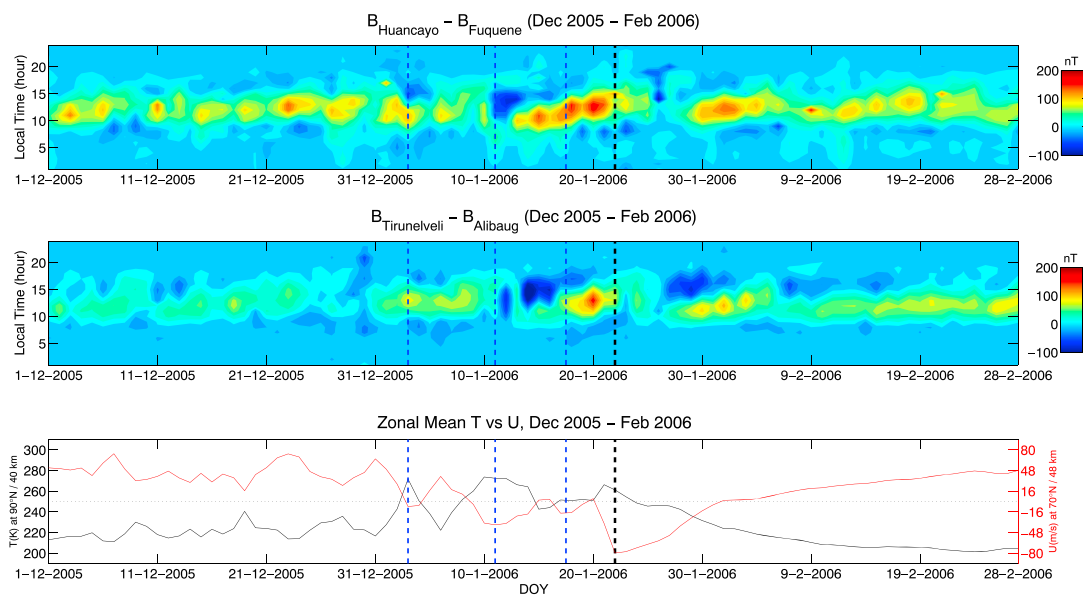 B_Huancayo – B_Fuquene (Dec 2005 – Feb 2006)
nT
Local Time (hour)
20
15
10
5
200
100
0
−100
1−12−2005 11−12−2005 21−12−2005 31−12−2005 10−1−2006 20−1−2006 30−1−2006 9−2−2006 19−2−2006 28−2−2006
B_Tirunelveli – B_Alibaug (Dec 2005 – Feb 2006)
nT
Local Time (hour)
20
15
10
5
200
100
0
−100
1−12−2005 11−12−2005 21−12−2005 31−12−2005 10−1−2006 20−1−2006 30−1−2006 9−2−2006 19−2−2006 28−2−2006
Zonal Mean T vs U, Dec 2005 – Feb 2006
T(K) at 90°N / 40 km
300
280
260
240
220
200
80
48
16
−16
−48
−80
U(m/s) at 70°N / 48 km
1−12−2005 11−12−2005 21−12−2005 31−12−2005 10−1−2006 20−1−2006 30−1−2006 9−2−2006 19−2−2006 28−2−2006
DOY